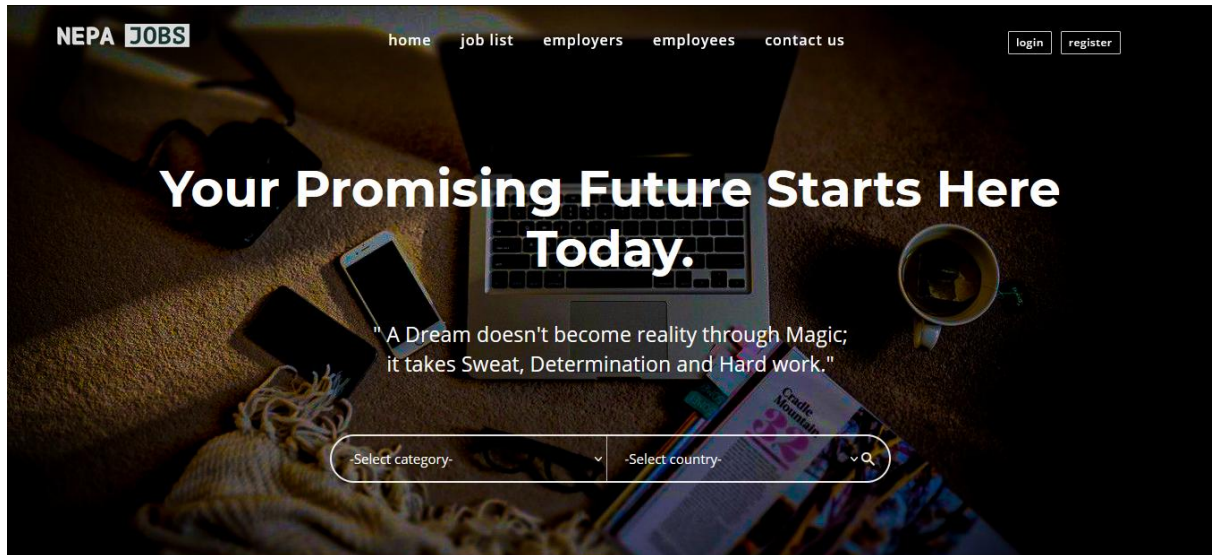 NEPA JOBS
home job list employers employees contact us
login register
Your Promising Future Starts Here
Today.
" A Dream doesn't become reality through Magic;
it takes Sweat, Determination and Hard work."
-Select category- -Select country-
Cradle
Mountain
32